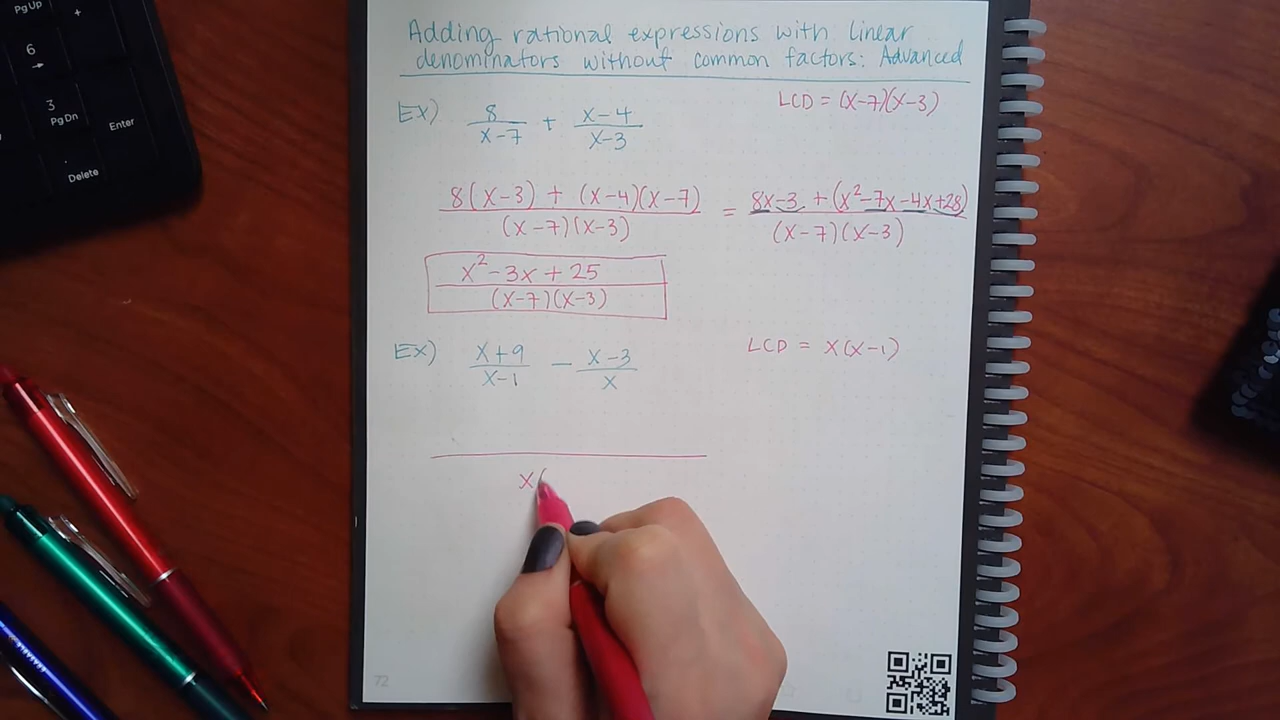 PgUp
+
6
→
3
PgDn
Enter
.
Delete
Adding rational expressions with linear
denominators without common factors: Advanced
EX) 8/(x-7) + (x-4)/(x-3)
LCD = (x-7)(x-3)
(8(x-3) + (x-4)(x-7))/((x-7)(x-3)) = (8x-3 + (x²-7x-4x+28))/((x-7)(x-3))
(x²-3x+25)/((x-7)(x-3))
EX) (x+9)/(x-1) - (x-3)/x
LCD = x(x-1)
x(
72